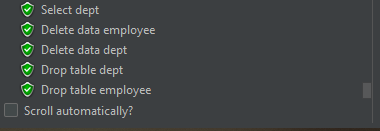 Select dept
Delete data employee
Delete data dept
Drop table dept
Drop table employee
Scroll automatically?